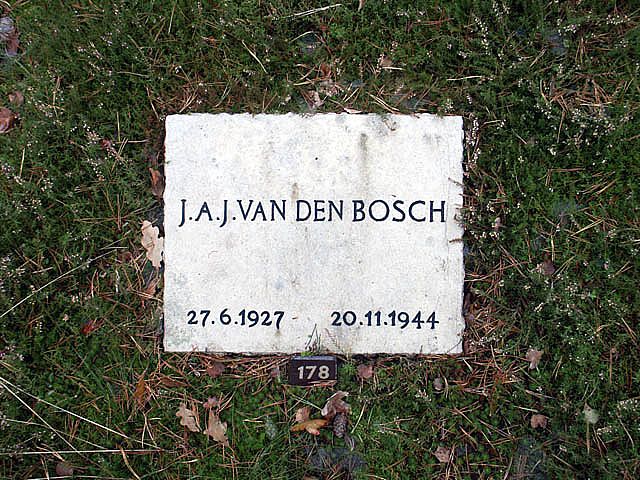 J.A.J. VAN DEN BOSCH
27.6.1927 20.11.1944
178